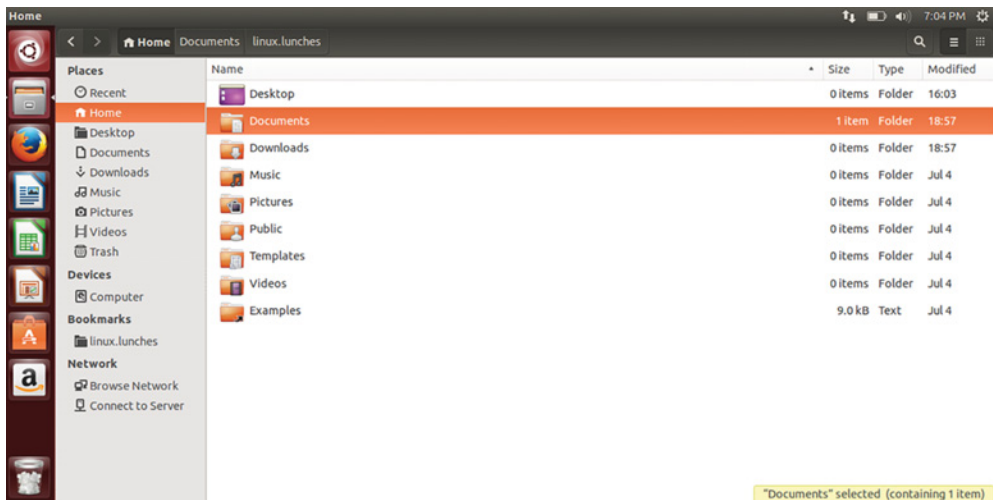 Home
7:04 PM
Home Documents linux.lunches
Places
Recent
Home
Desktop
Documents
Downloads
Music
Pictures
Videos
Trash
Devices
Computer
Bookmarks
linux.lunches
Network
Browse Network
Connect to Server
Name Size Type Modified
Desktop 0 items Folder 16:03
Documents 1 item Folder 18:57
Downloads 0 items Folder 18:57
Music 0 items Folder Jul 4
Pictures 0 items Folder Jul 4
Public 0 items Folder Jul 4
Templates 0 items Folder Jul 4
Videos 0 items Folder Jul 4
Examples 9.0 kB Text Jul 4
"Documents" selected (containing 1 item)
A
a